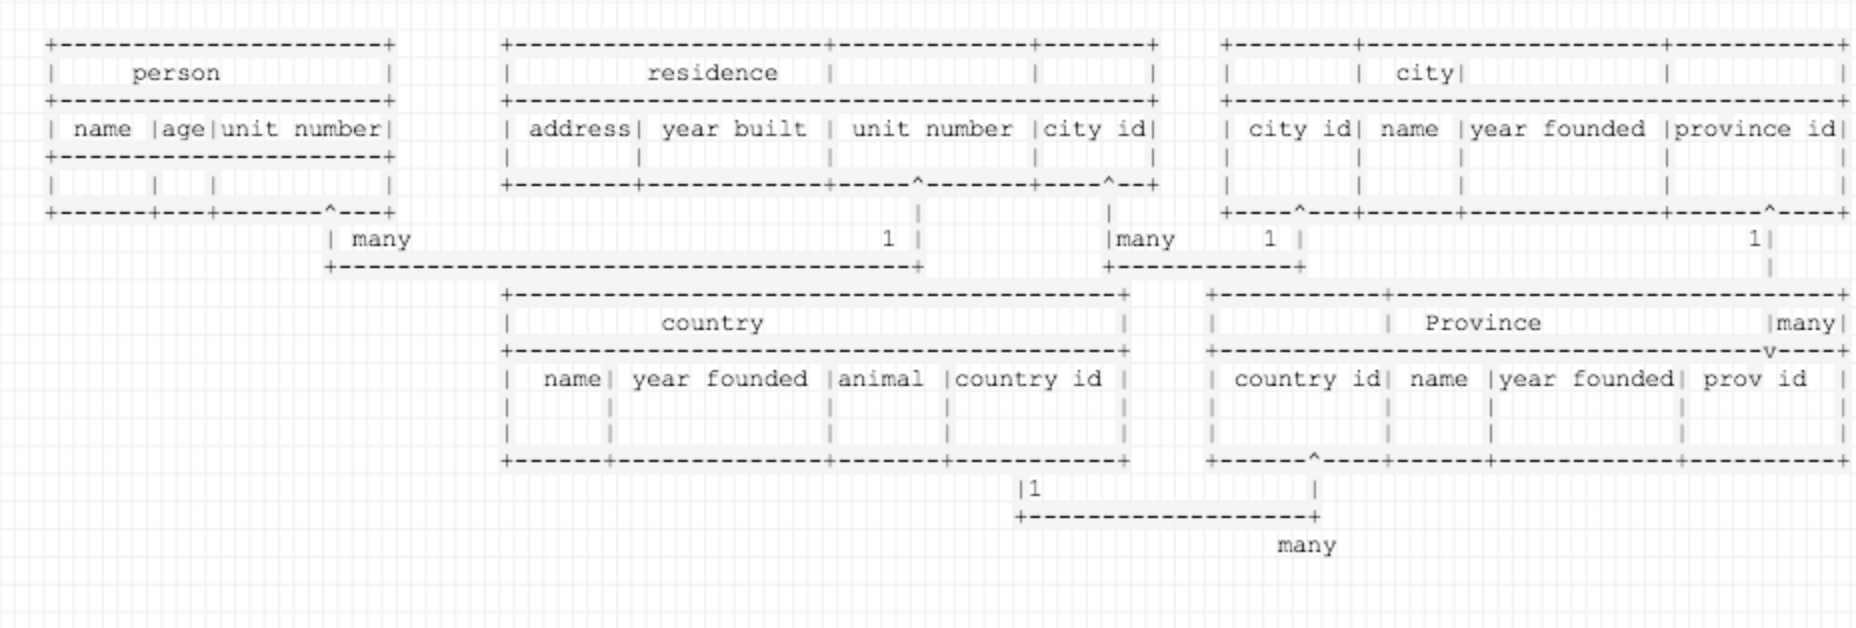 person residence city
name age unit number address year built unit number city id city id name year founded province id
many 1 many 1 1
country Province many
name year founded animal country id country id name year founded prov id
1
many